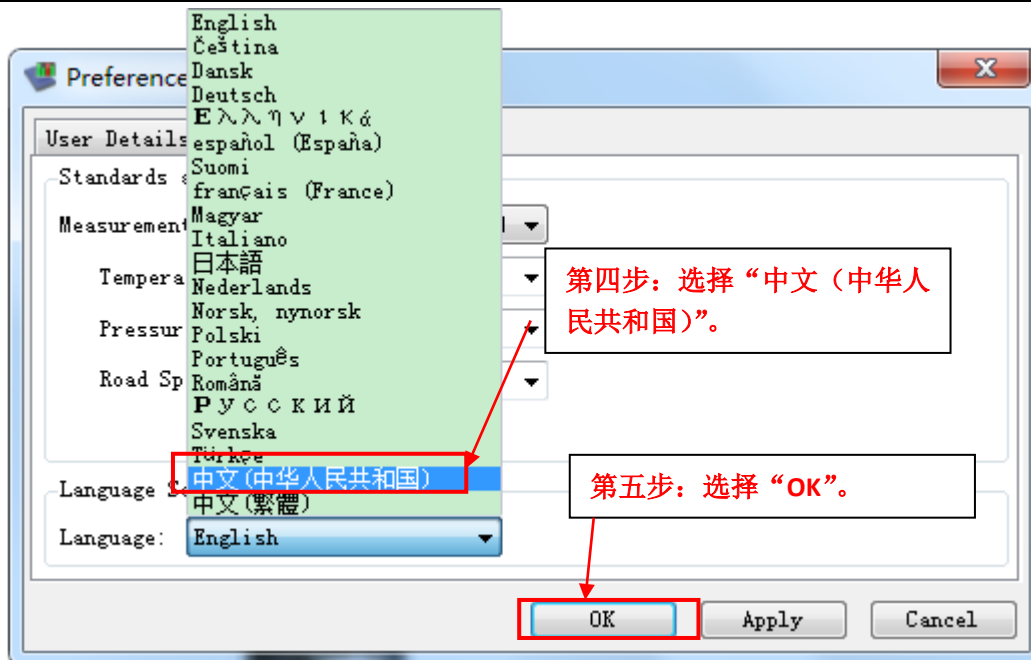 English
Čeština
Preference
Dansk
Deutsch
Ελληνικά
User Details
español (España)
Suomi
Standards
français (France)
Magyar
Measurement
Italiano
日本語
Tempera
Nederlands
Norsk, nynorsk
Pressur
Polski
Português
Road Sp
Română
Русский
Svenska
Türkçe
中文(中华人民共和国)
中文(繁體)
第四步：选择“中文（中华人
民共和国）”。
第五步：选择“OK”。
Language S
Language:
English
OK
Apply
Cancel